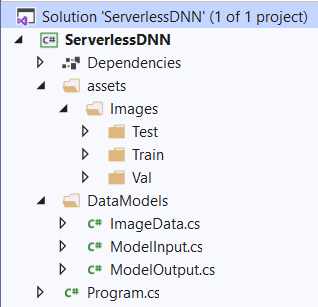 Solution 'ServerlessDNN' (1 of 1 project)
C# ServerlessDNN
Dependencies
assets
Images
Test
Train
Val
DataModels
C# ImageData.cs
C# ModelInput.cs
C# ModelOutput.cs
C# Program.cs